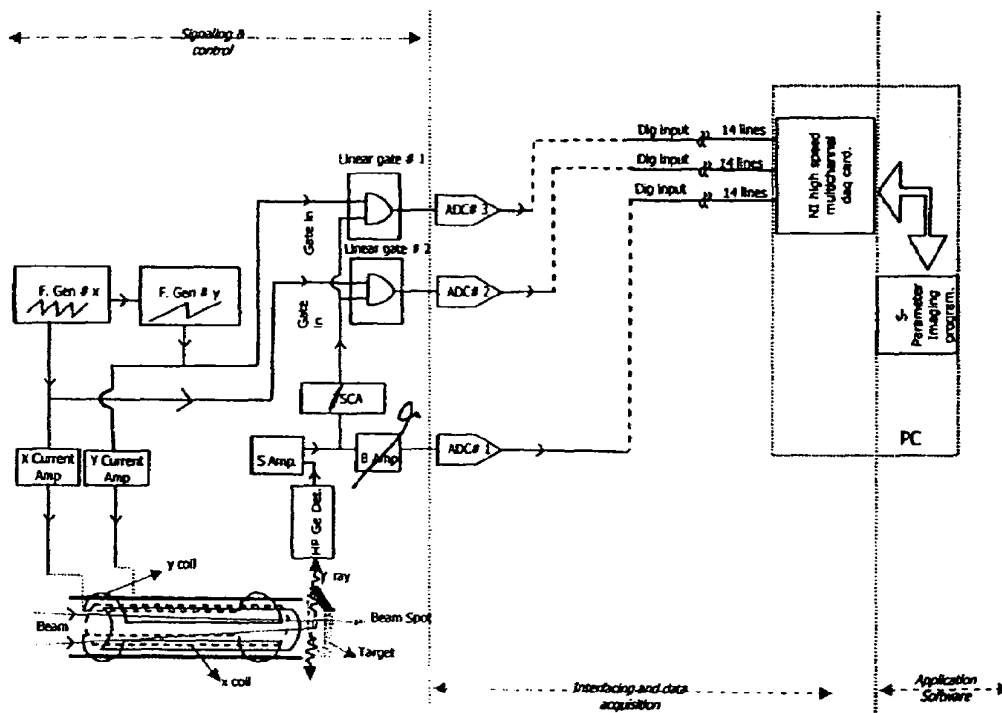 Signaling &
control
Linear gate # 1
Dig input
14 lines
Dig input
14 lines
Dig input
14 lines
NI high speed
multichannal
daq card.
Gate in
ADC# 3
Linear gate # 2
F. Gen # x
F. Gen # y
Gate
in
ADC# 2
S-
Parameter
Imaging
program.
SCA
PC
X Current
Amp
Y Current
Amp
S Amp.
B Amp.
ADC# 1
HP Ge Det.
γ ray
y coil
Beam
Beam Spot
Target
x coil
Interfacing and data
acquisition
Application
Software